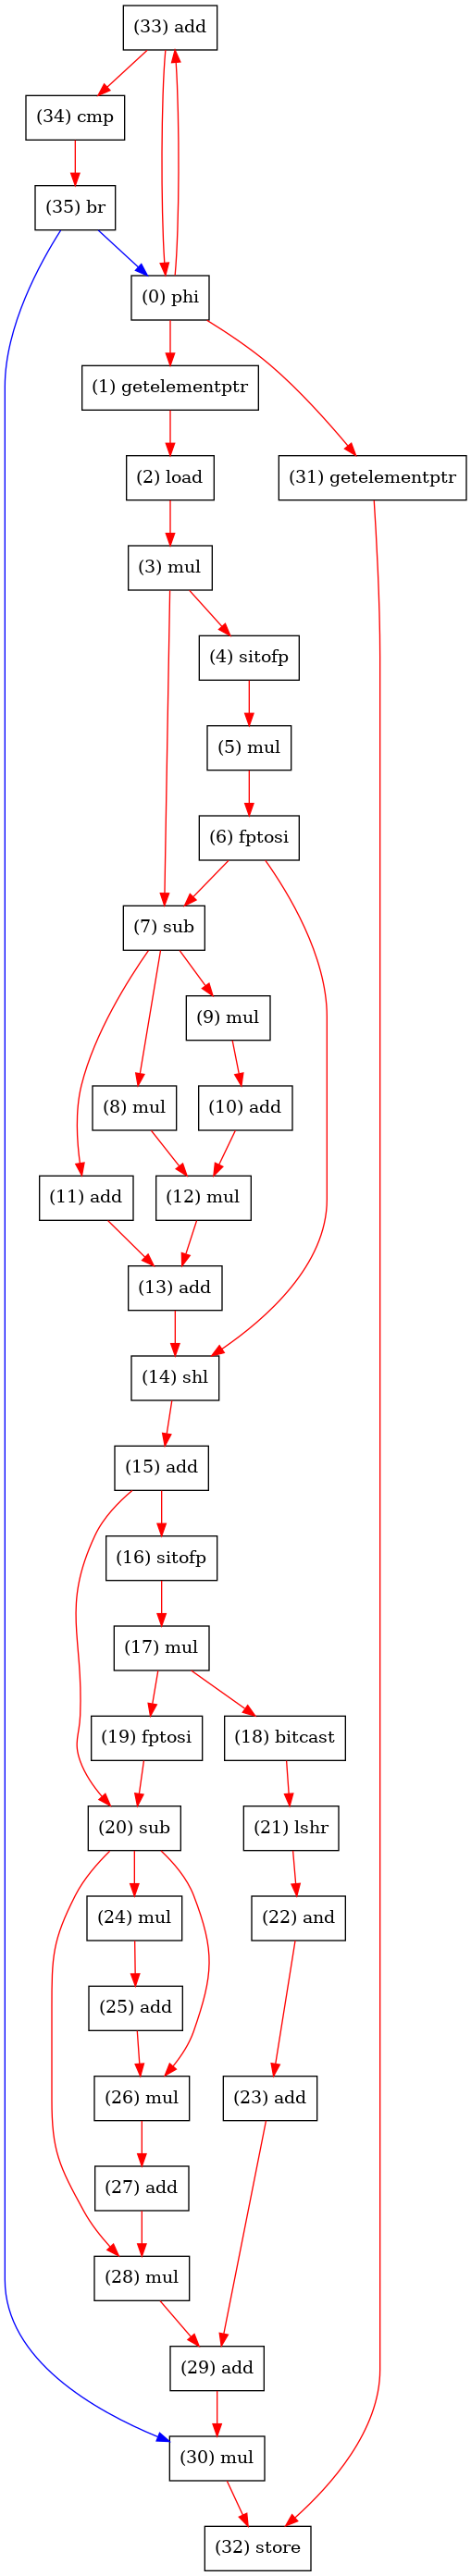 (33) add
(34) cmp
(35) br
(0) phi
(1) getelementptr
(2) load
(31) getelementptr
(3) mul
(4) sitofp
(5) mul
(6) fptosi
(7) sub
(9) mul
(8) mul
(10) add
(11) add
(12) mul
(13) add
(14) shl
(15) add
(16) sitofp
(17) mul
(19) fptosi
(18) bitcast
(20) sub
(21) lshr
(24) mul
(22) and
(25) add
(26) mul
(23) add
(27) add
(28) mul
(29) add
(30) mul
(32) store